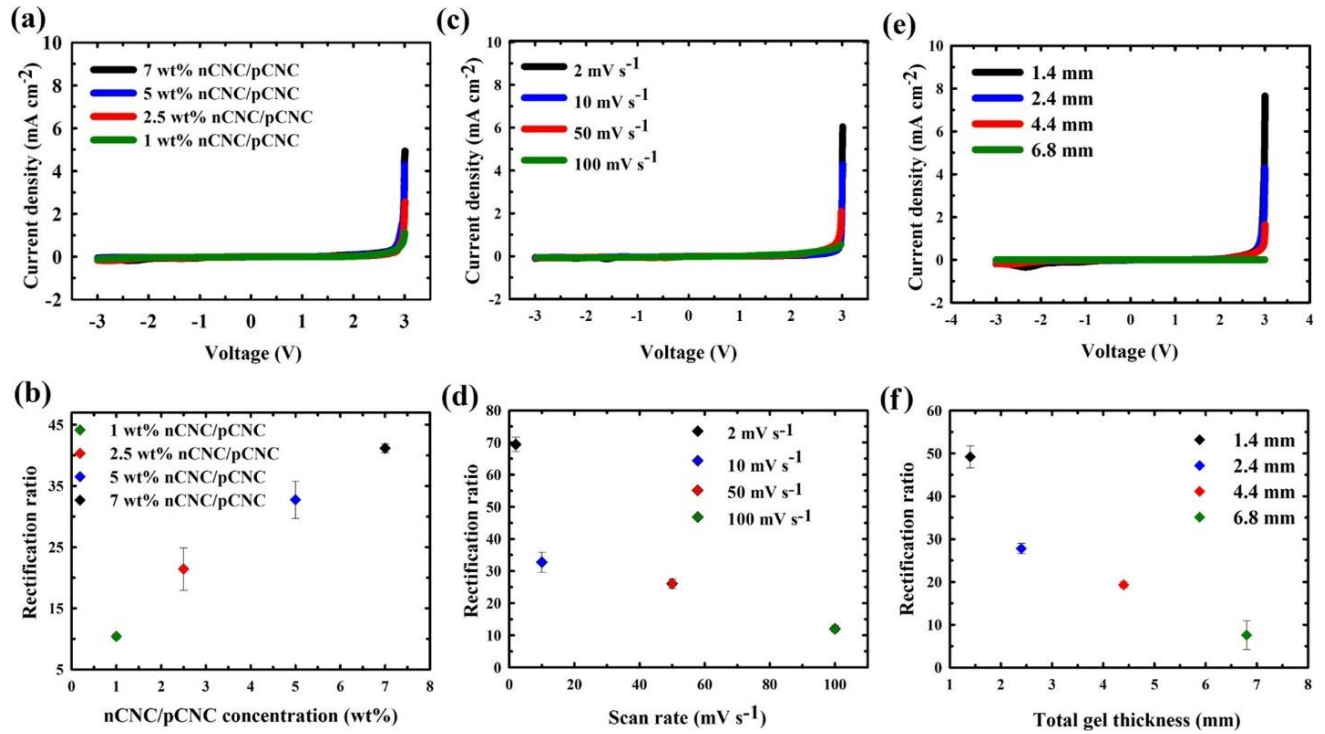 (a)
10
8
6
4
2
0
-2
Current density (mA cm-2)
7 wt% nCNC/pCNC
5 wt% nCNC/pCNC
2.5 wt% nCNC/pCNC
1 wt% nCNC/pCNC
-3 -2 -1 0 1 2 3
Voltage (V)
(c)
10
8
6
4
2
0
-2
Current density (mA cm-2)
2 mV s-1
10 mV s-1
50 mV s-1
100 mV s-1
-3 -2 -1 0 1 2 3
Voltage (V)
(e)
10
8
6
4
2
0
-2
Current density (mA cm-2)
1.4 mm
2.4 mm
4.4 mm
6.8 mm
-4 -3 -2 -1 0 1 2 3 4
Voltage (V)
(b)
45
35
25
15
5
Rectification ratio
1 wt% nCNC/pCNC
2.5 wt% nCNC/pCNC
5 wt% nCNC/pCNC
7 wt% nCNC/pCNC
0 1 2 3 4 5 6 7 8
nCNC/pCNC concentration (wt%)
(d)
80
70
60
50
40
30
20
10
0
Rectification ratio
2 mV s-1
10 mV s-1
50 mV s-1
100 mV s-1
0 20 40 60 80 100
Scan rate (mV s-1)
(f)
60
50
40
30
20
10
0
Rectification ratio
1.4 mm
2.4 mm
4.4 mm
6.8 mm
1 2 3 4 5 6 7 8
Total gel thickness (mm)